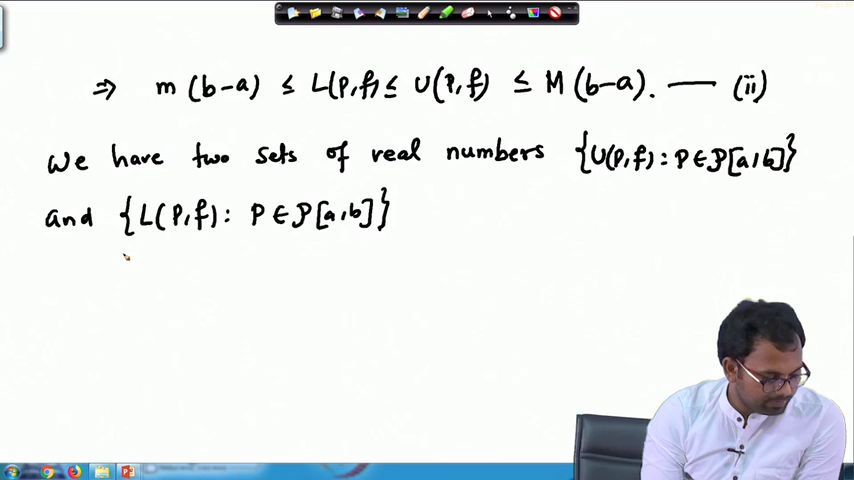 ⇒ m (b-a) ≤ L(P,f) ≤ U(P,f) ≤ M (b-a). —— (ii)
We have two sets of real numbers {U(P,f) : P ∈ 𝒫[a,b]}
and {L(P,f) : P ∈ 𝒫[a,b]}